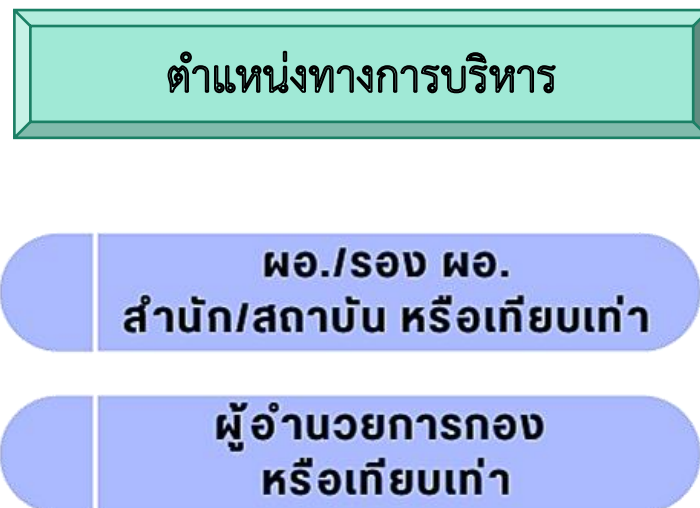 ตำแหน่งทางการบริหาร
ผอ./รอง ผอ.
สำนัก/สถาบัน หรือเทียบเท่า
ผู้อำนวยการกอง
หรือเทียบเท่า